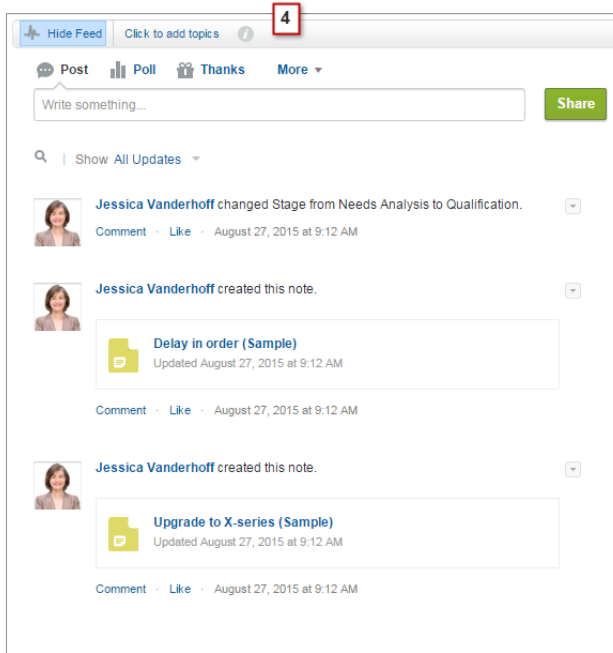 4
Hide Feed Click to add topics i
Post Poll Thanks More
Write something... Share
| Show All Updates
Jessica Vanderhoff changed Stage from Needs Analysis to Qualification.
Comment · Like · August 27, 2015 at 9:12 AM
Jessica Vanderhoff created this note.
Delay in order (Sample)
Updated August 27, 2015 at 9:12 AM
Comment · Like · August 27, 2015 at 9:12 AM
Jessica Vanderhoff created this note.
Upgrade to X-series (Sample)
Updated August 27, 2015 at 9:12 AM
Comment · Like · August 27, 2015 at 9:12 AM